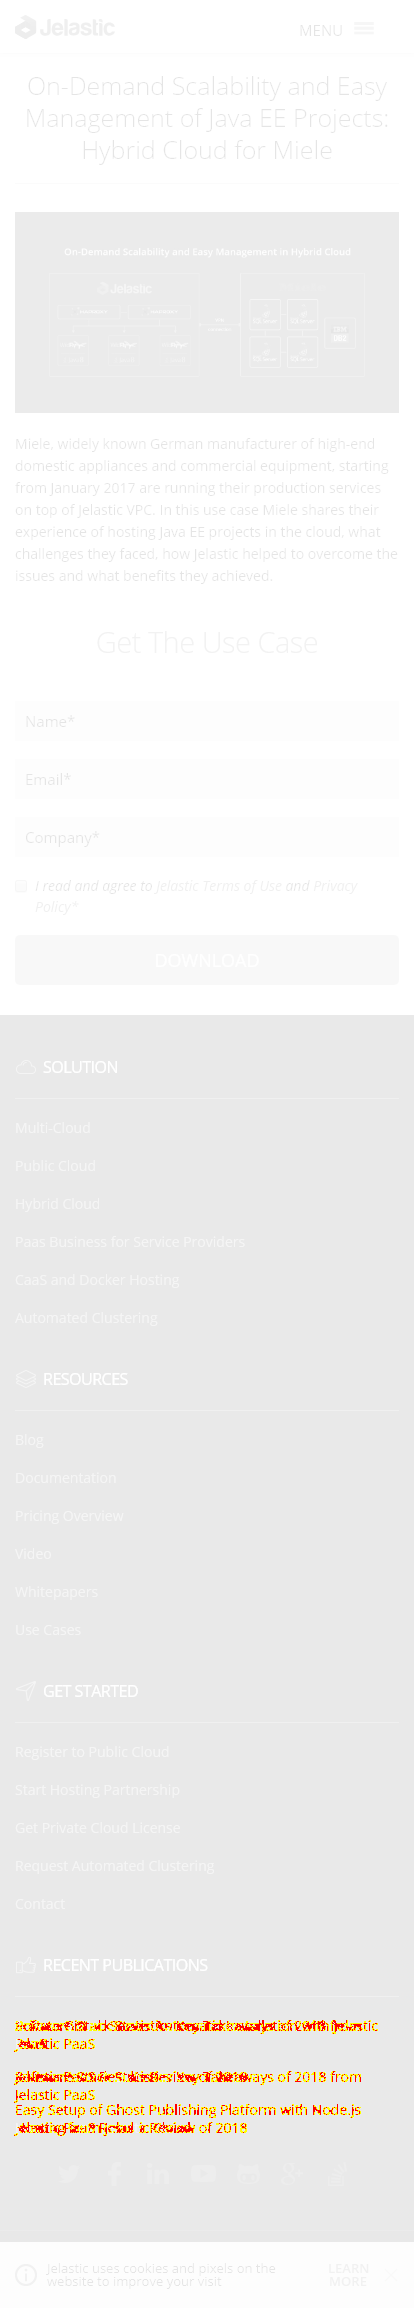 Jelastic
MENU
On-Demand Scalability and Easy
Management of Java EE Projects:
Hybrid Cloud for Miele
On-Demand Scalability and Easy Management in Hybrid Cloud
Jelastic
Miele, widely known German manufacturer of high-end
domestic appliances and commercial equipment, starting
from January 2017 are running their production services
on top of Jelastic VPC. In this use case Miele shares their
experience of hosting Java EE projects in the cloud, what
challenges they faced, how Jelastic helped to overcome the
issues and what benefits they achieved.
Get The Use Case
Name*
Email*
Company*
I read and agree to Jelastic Terms of Use and Privacy
Policy*
DOWNLOAD
SOLUTION
Multi-Cloud
Public Cloud
Hybrid Cloud
Paas Business for Service Providers
CaaS and Docker Hosting
Automated Clustering
RESOURCES
Blog
Documentation
Pricing Overview
Video
Whitepapers
Use Cases
GET STARTED
Register to Public Cloud
Start Hosting Partnership
Get Private Cloud License
Request Automated Clustering
Contact
RECENT PUBLICATIONS
Jelastic
PaaS
of 2018 from
Jelastic PaaS
Easy Setup of Ghost Publishing Platform with Node.js
of 2018
Jelastic uses cookies and pixels on the
website to improve your visit
LEARN
MORE